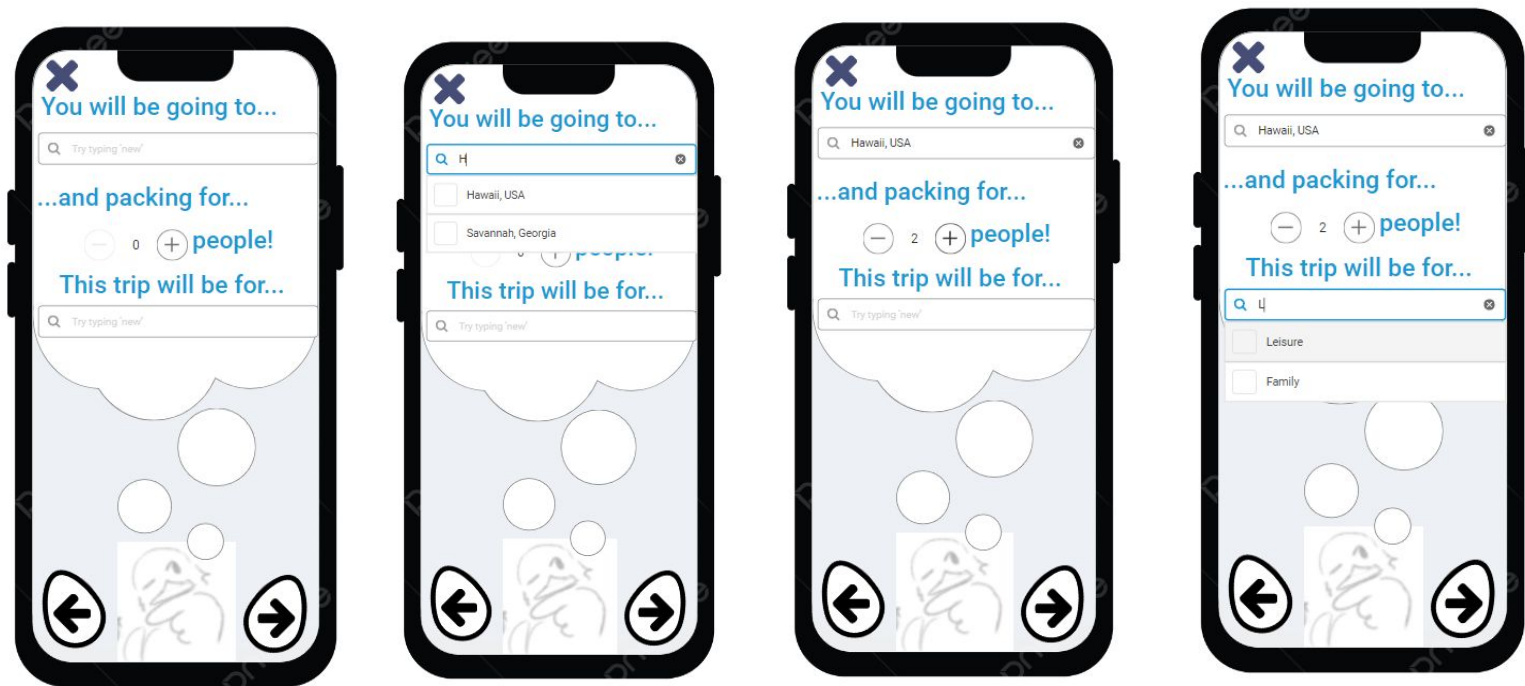 You will be going to...
Try typing 'new'
...and packing for...
0 people!
This trip will be for...
Try typing 'new'
You will be going to...
H
Hawaii, USA
Savannah, Georgia
people!
This trip will be for...
Try typing 'new'
You will be going to...
Hawaii, USA
...and packing for...
2 people!
This trip will be for...
Try typing 'new'
You will be going to...
Hawaii, USA
...and packing for...
2 people!
This trip will be for...
L
Leisure
Family